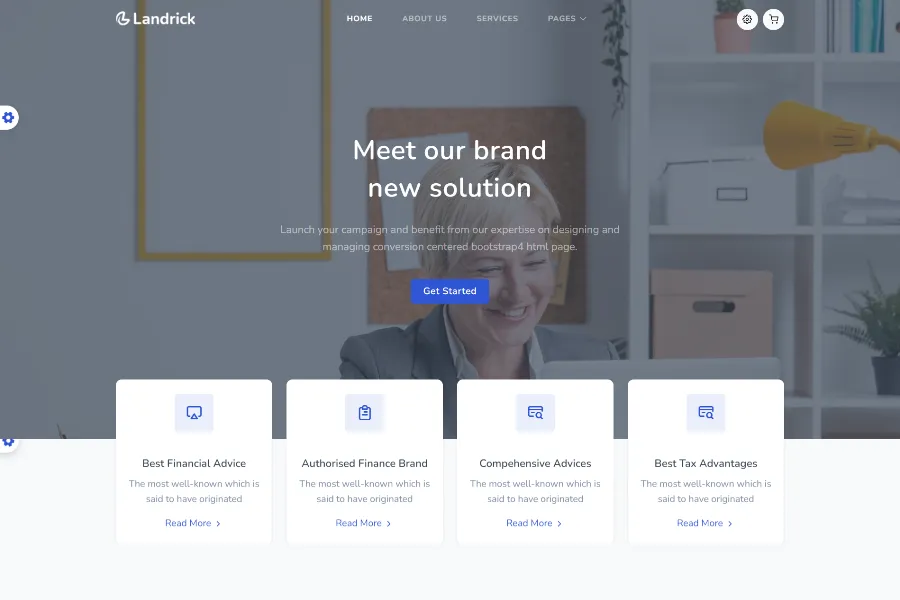 Landrick
HOME
ABOUT US
SERVICES
PAGES
Meet our brand
new solution
Launch your campaign and benefit from our expertise on designing and
managing conversion centered bootstrap4 html page.
Get Started
Best Financial Advice
The most well-known which is
said to have originated
Read More
Authorised Finance Brand
The most well-known which is
said to have originated
Read More
Compehensive Advices
The most well-known which is
said to have originated
Read More
Best Tax Advantages
The most well-known which is
said to have originated
Read More